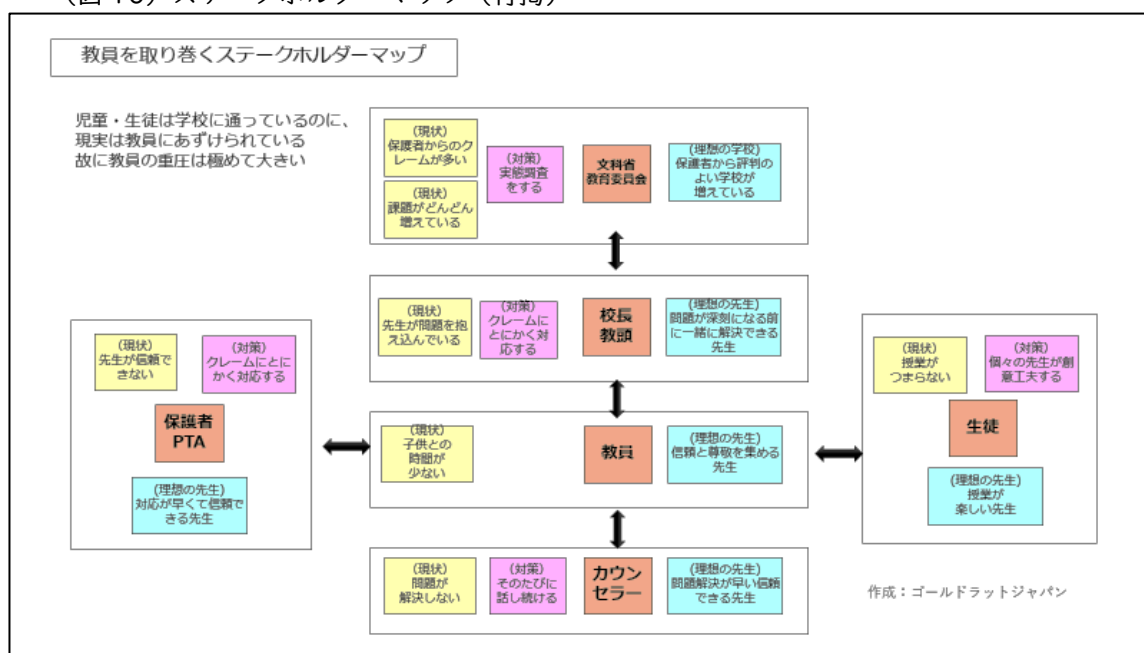 教員を取り巻くステークホルダーマップ
児童・生徒は学校に通っているのに、
現実は教員にあずけられている
故に教員の重圧は極めて大きい
(現状)
保護者からのク
レームが多い
(現状)
課題がどんどん
増えている
(対策)
実態調査
をする
文科省
教育委員会
(理想の学校)
保護者から評判の
よい学校が
増えている
(現状)
先生が問題を抱
え込んでいる
(対策)
クレームに
とにかく対
応する
校長
教頭
(理想の先生)
問題が深刻になる前
に一緒に解決できる
先生
(現状)
先生が信頼で
きない
(対策)
クレームにとに
かく対応する
保護者
PTA
(理想の先生)
対応が早くて信頼で
きる先生
(現状)
子供との
時間が
少ない
教員
(理想の先生)
信頼と尊敬を集める
先生
(現状)
授業が
つまらない
(対策)
個々の先生が創
意工夫する
生徒
(理想の先生)
授業が
楽しい先生
(現状)
問題が
解決しない
(対策)
そのたびに
話し続ける
カウン
セラー
(理想の先生)
問題解決が早い信頼
できる先生
作成：ゴールドラットジャパン